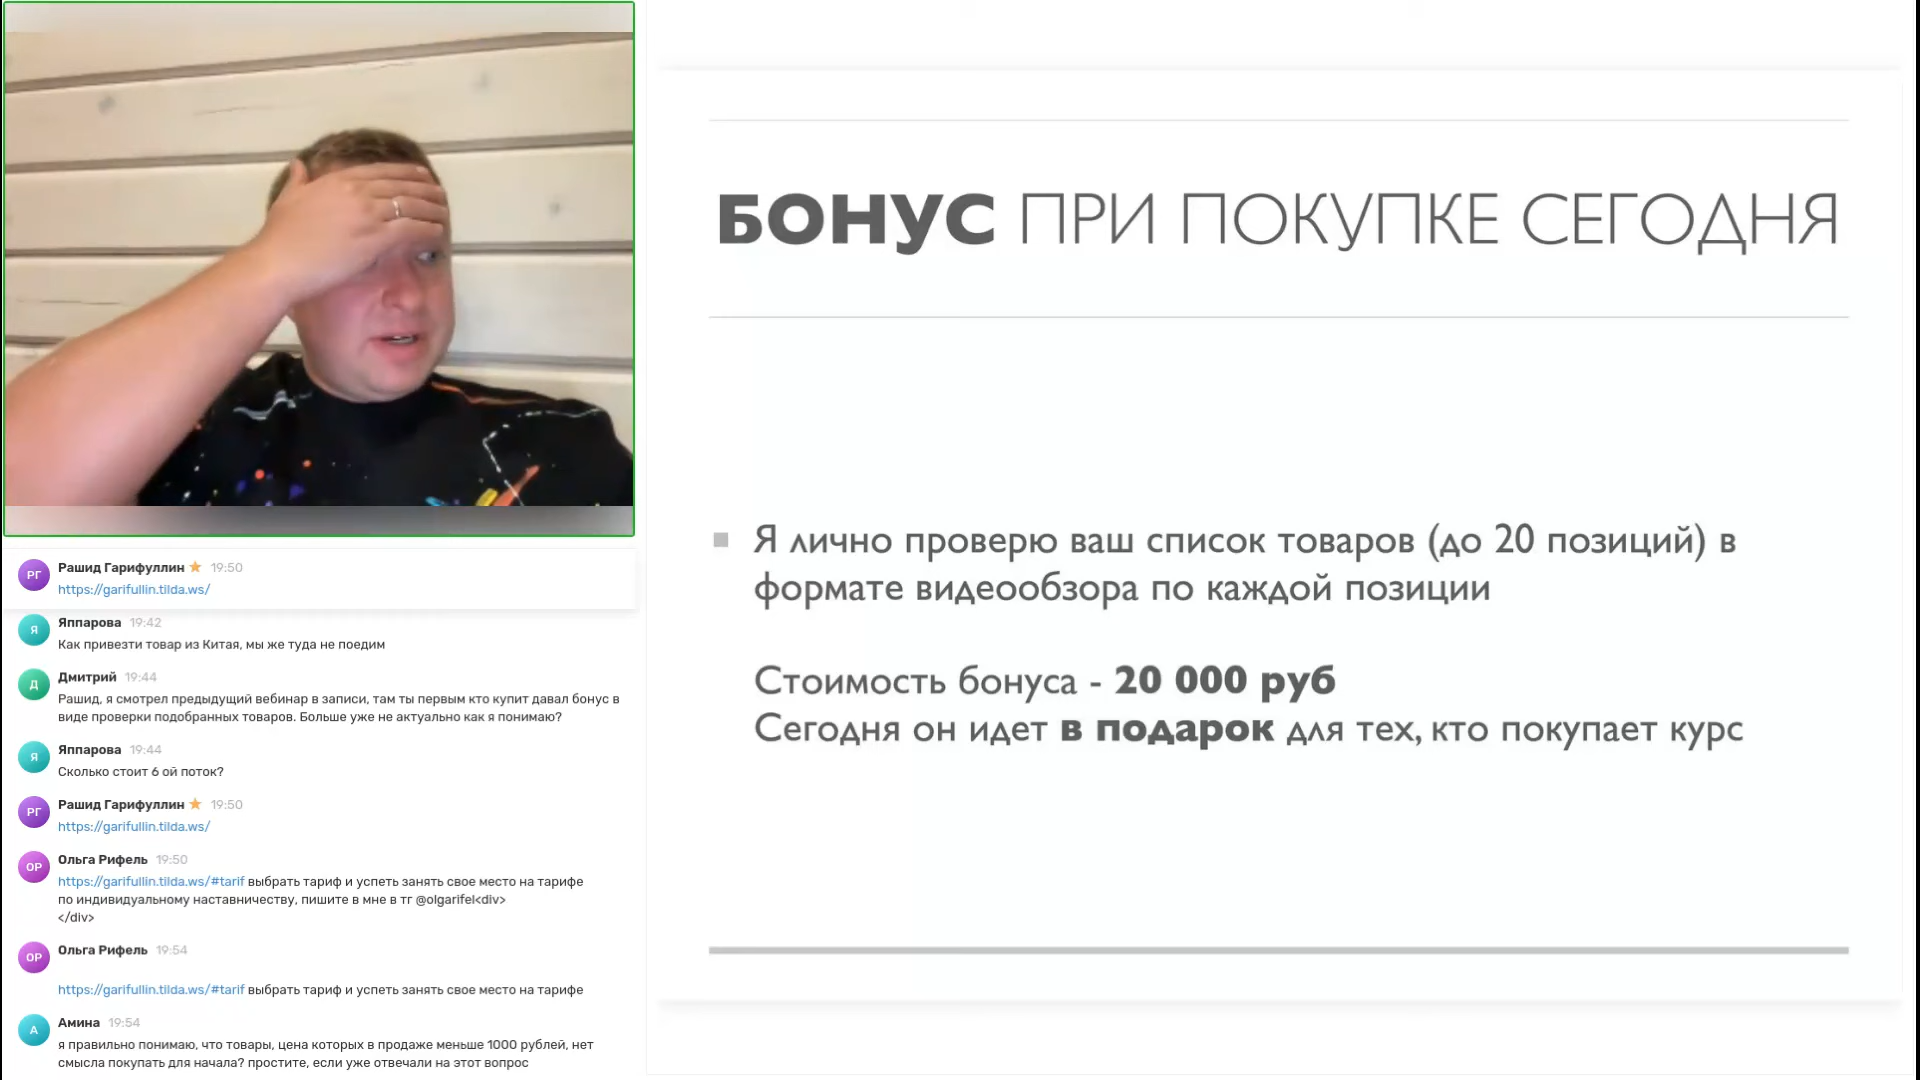 РГ
Рашид Гарифуллин 19:50
https://garifullin.tilda.ws/
Я
Яппарова 19:42
Как привезти товар из Китая, мы же туда не поедим
Д
Дмитрий 19:44
Рашид, я смотрел предыдущий вебинар в записи, там ты первым кто купит давал бонус в
виде проверки подобранных товаров. Больше уже не актуально как я понимаю?
Я
Яппарова 19:44
Сколько стоит 6 ой поток?
РГ
Рашид Гарифуллин 19:50
https://garifullin.tilda.ws/
ОР
Ольга Рифель 19:50
https://garifullin.tilda.ws/#tarif выбрать тариф и успеть занять свое место на тарифе
по индивидуальному наставничеству, пишите в мне в тг @olgarifel<div>
</div>
ОР
Ольга Рифель 19:54
https://garifullin.tilda.ws/#tarif выбрать тариф и успеть занять свое место на тарифе
А
Амина 19:54
я правильно понимаю, что товары, цена которых в продаже меньше 1000 рублей, нет
смысла покупать для начала? простите, если уже отвечали на этот вопрос
БОНУС ПРИ ПОКУПКЕ СЕГОДНЯ
Я лично проверю ваш список товаров (до 20 позиций) в
формате видеообзора по каждой позиции
Стоимость бонуса - 20 000 руб
Сегодня он идет в подарок для тех, кто покупает курс